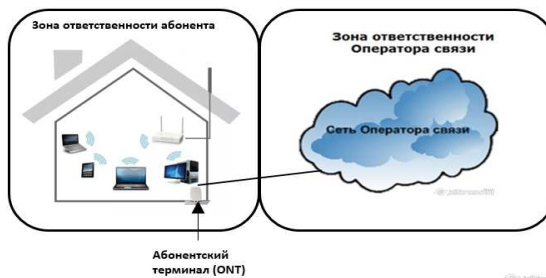 Зона ответственности абонента
Зона ответственности
Оператора связи
Сеть Оператора связи
Абонентский
терминал (ONT)